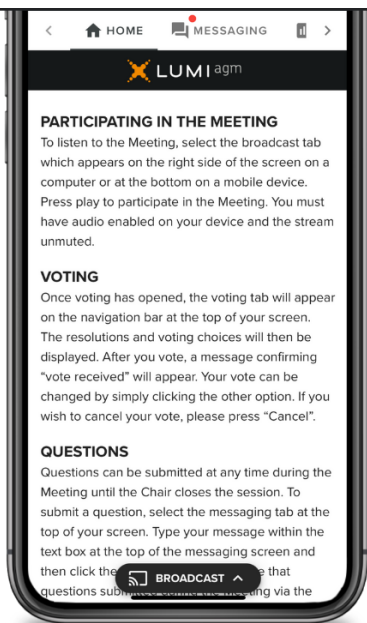 HOME
MESSAGING
LUMI agm
PARTICIPATING IN THE MEETING
To listen to the Meeting, select the broadcast tab
which appears on the right side of the screen on a
computer or at the bottom on a mobile device.
Press play to participate in the Meeting. You must
have audio enabled on your device and the stream
unmuted.
VOTING
Once voting has opened, the voting tab will appear
on the navigation bar at the top of your screen.
The resolutions and voting choices will then be
displayed. After you vote, a message confirming
“vote received” will appear. Your vote can be
changed by simply clicking the other option. If you
wish to cancel your vote, please press “Cancel”.
QUESTIONS
Questions can be submitted at any time during the
Meeting until the Chair closes the session. To
submit a question, select the messaging tab at the
top of your screen. Type your message within the
text box at the top of the messaging screen and
then click the that
BROADCAST
questions submitted during the Meeting via the